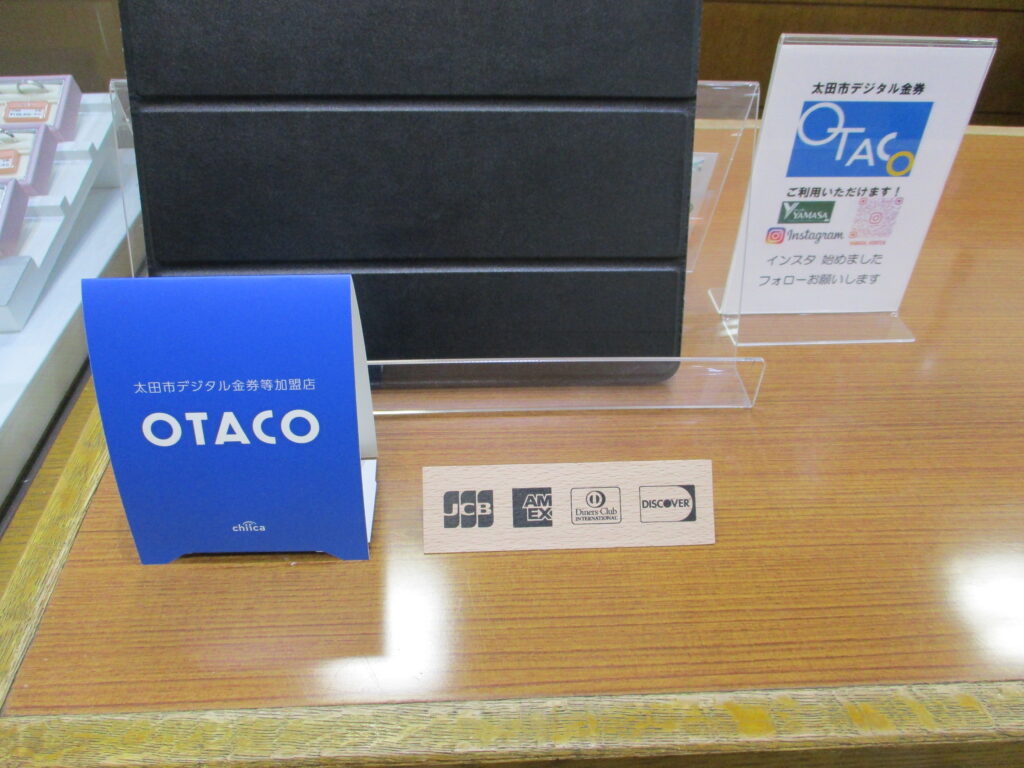 太田市デジタル金券
OTACO
ご利用いただけます！
YAMASA
Instagram
インスタ 始めました
フォローお願いします
太田市デジタル金券等加盟店
OTACO
chiica
JCB
AM
EX
Diners Club
INTERNATIONAL
DISCOVER